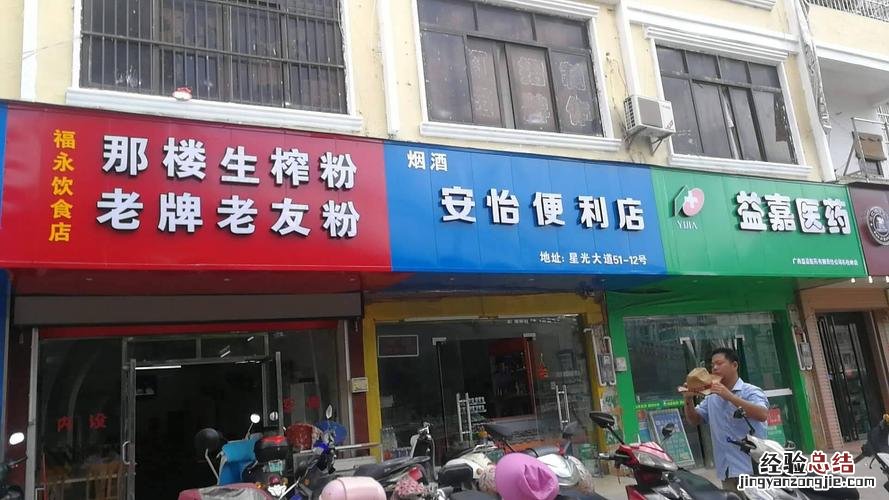 福永饮食店
那楼生榨粉
老牌老友粉
烟酒
安怡便利店
地址: 星光大道51-12号
YIJIA
益嘉医药
内设
经验总结
jingyanzongjie.com